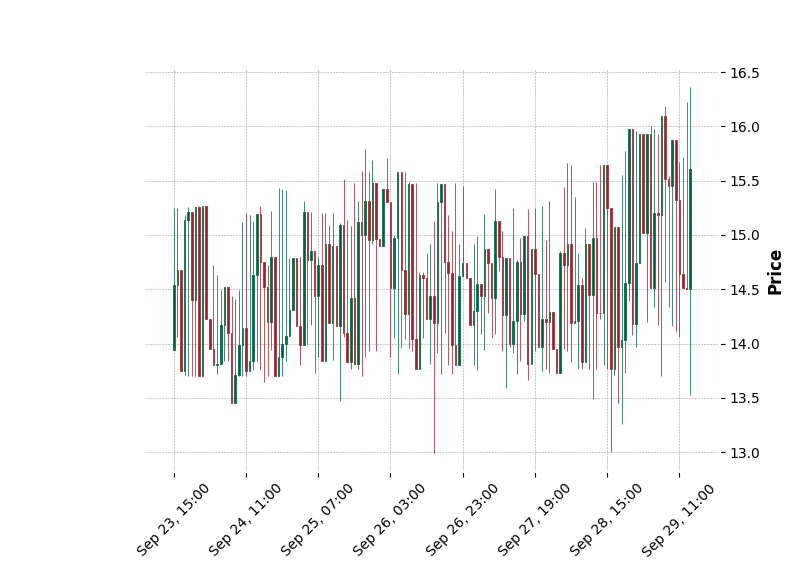 16.5
16.0
15.5
15.0
14.5
14.0
13.5
13.0
Price
Sep 23, 15:00
Sep 24, 11:00
Sep 25, 07:00
Sep 26, 03:00
Sep 26, 23:00
Sep 27, 19:00
Sep 28, 15:00
Sep 29, 11:00